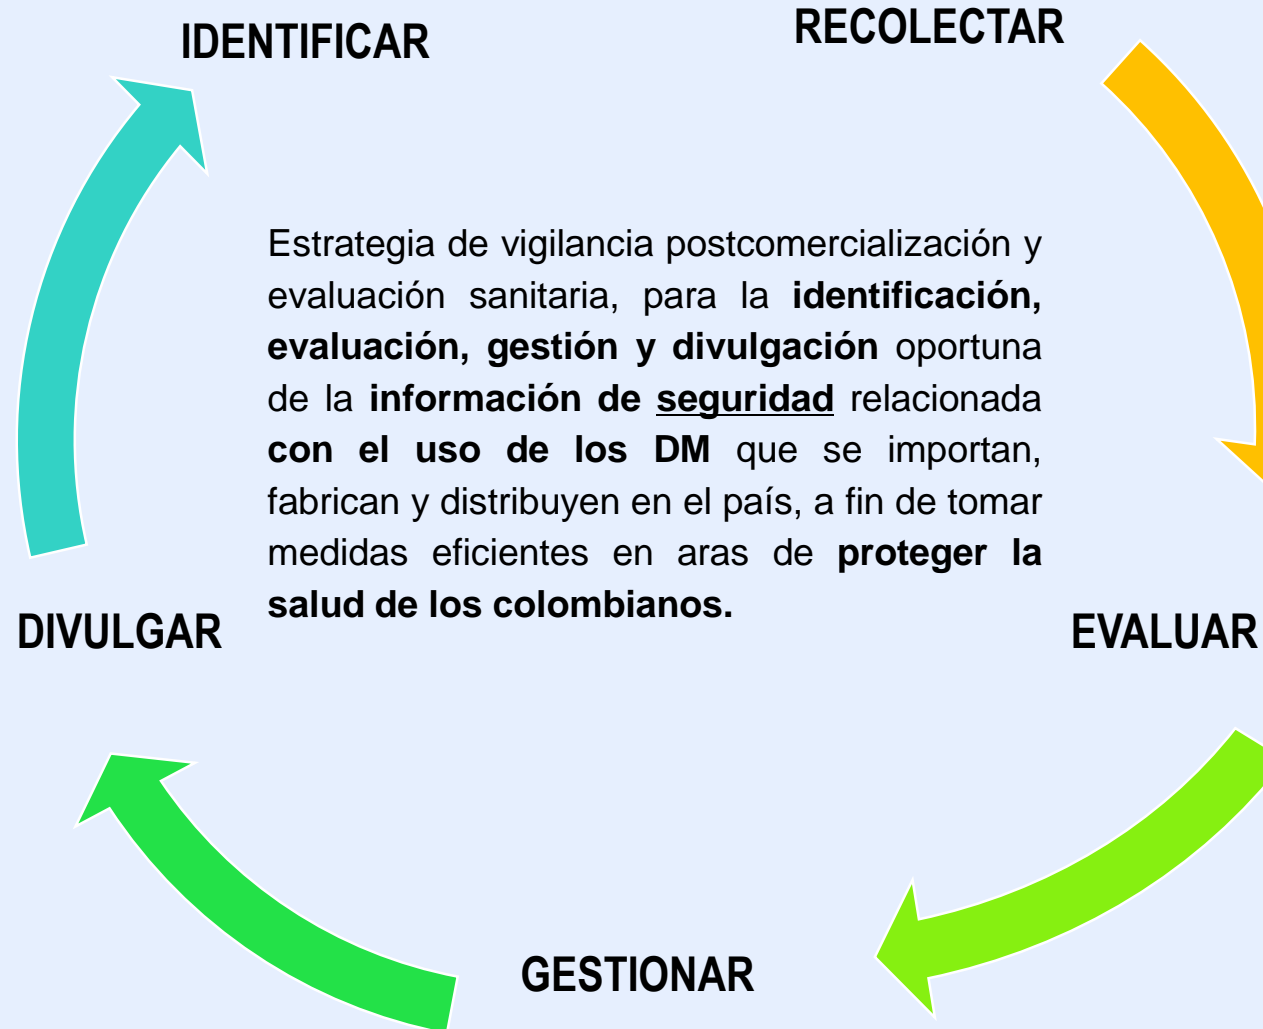 IDENTIFICAR
RECOLECTAR
Estrategia de vigilancia postcomercialización y
evaluación sanitaria, para la identificación,
evaluación, gestión y divulgación oportuna
de la información de seguridad relacionada
con el uso de los DM que se importan,
fabrican y distribuyen en el país, a fin de tomar
medidas eficientes en aras de proteger la
salud de los colombianos.
DIVULGAR
EVALUAR
GESTIONAR